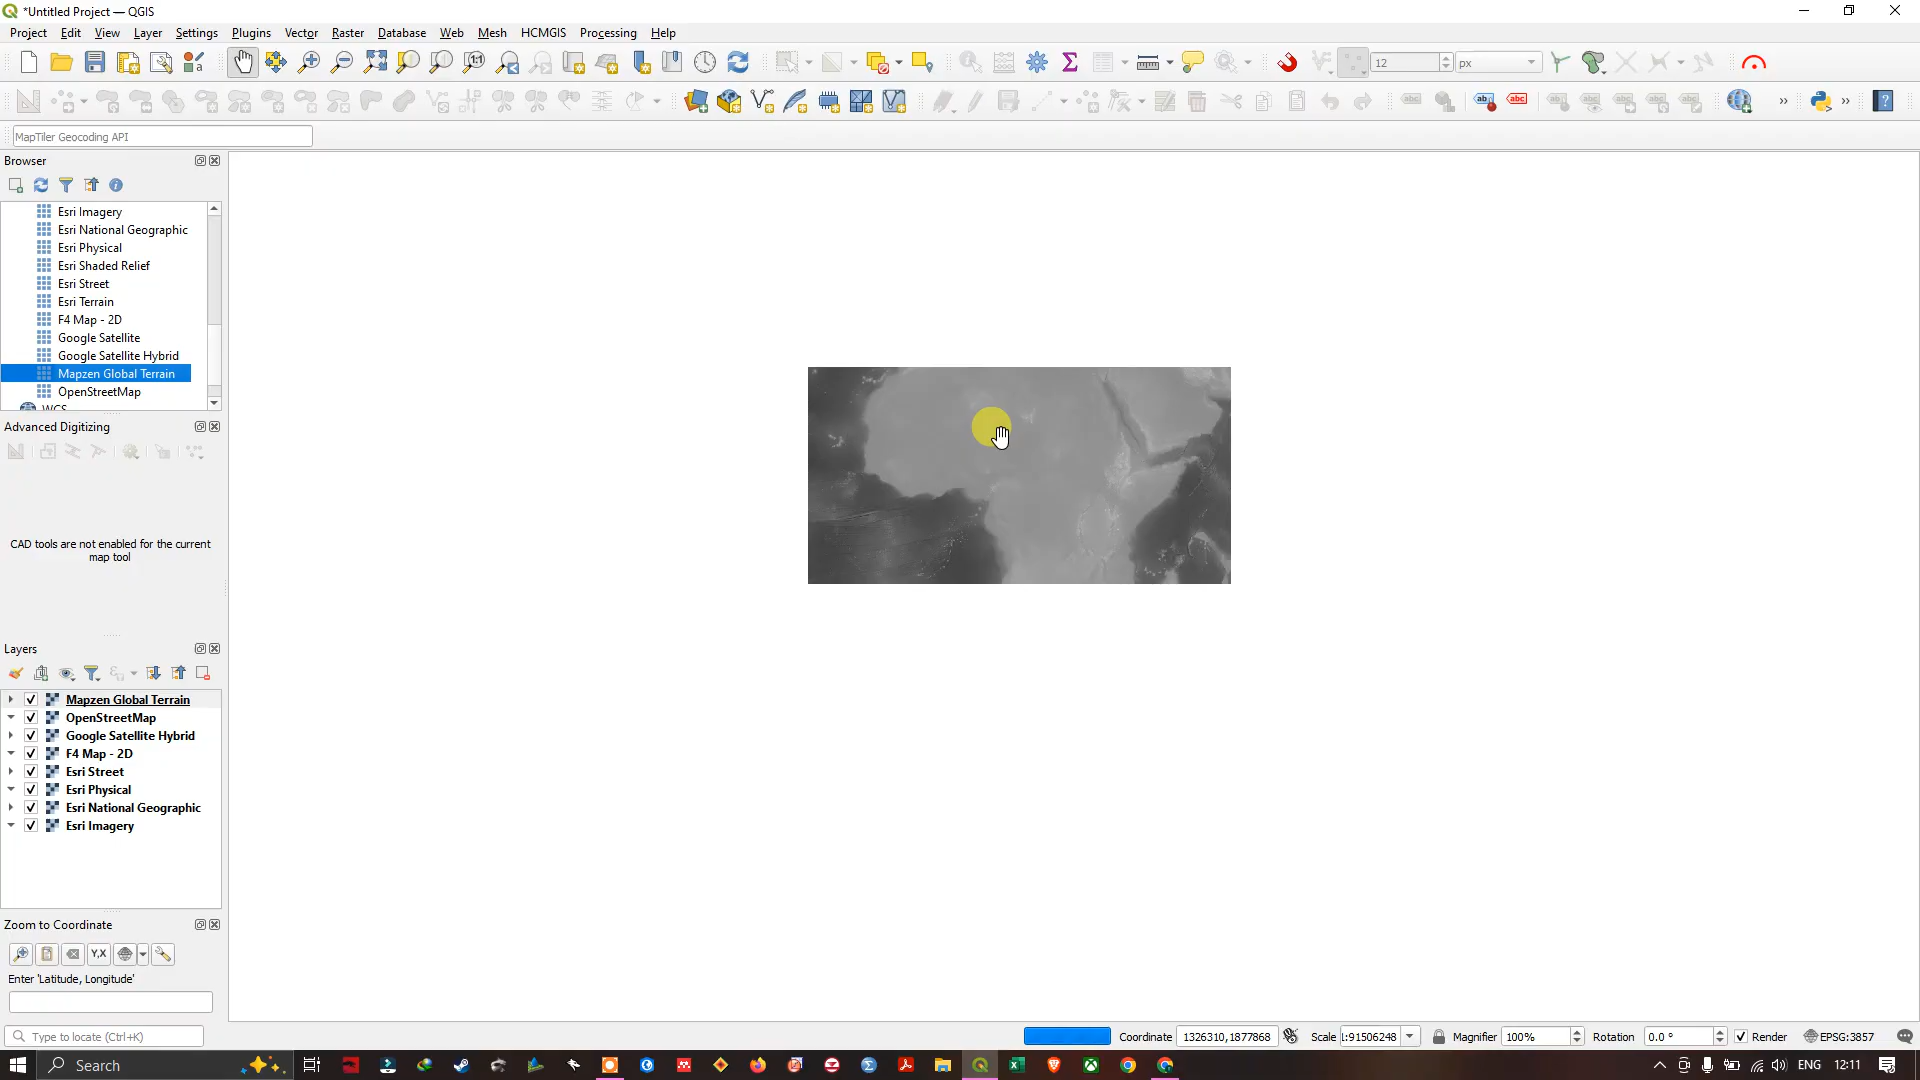 *Untitled Project — QGIS
Project Edit View Layer Settings Plugins Vector Raster Database Web Mesh HCMGIS Processing Help
12 px
MapTiler Geocoding API
Browser
Esri Imagery
Esri National Geographic
Esri Physical
Esri Shaded Relief
Esri Street
Esri Terrain
F4 Map - 2D
Google Satellite
Google Satellite Hybrid
Mapzen Global Terrain
OpenStreetMap
WCS
Advanced Digitizing
CAD tools are not enabled for the current
map tool
Layers
Mapzen Global Terrain
OpenStreetMap
Google Satellite Hybrid
F4 Map - 2D
Esri Street
Esri Physical
Esri National Geographic
Esri Imagery
Zoom to Coordinate
Y,X
Enter 'Latitude, Longitude'
Type to locate (Ctrl+K) Coordinate 1326310,1877868 Scale 1:91506248 Magnifier 100% Rotation 0.0 ° Render EPSG:3857
Search ENG 12:11